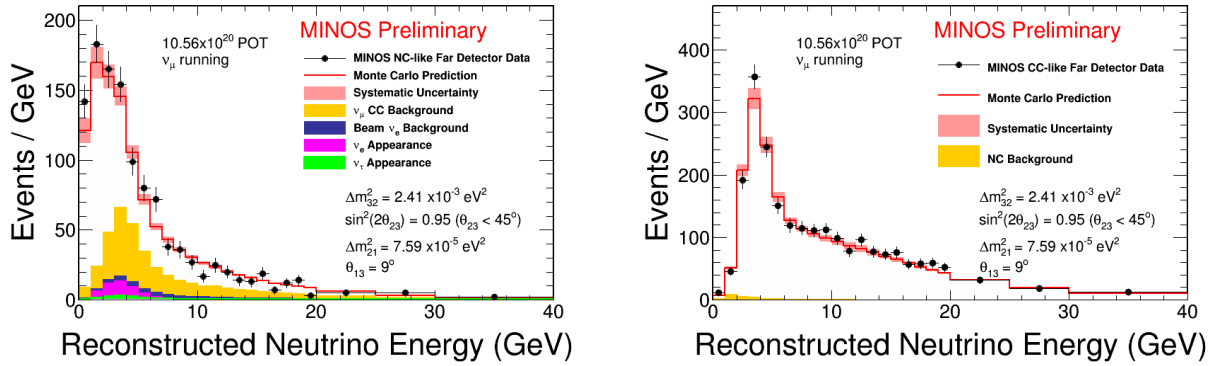 MINOS Preliminary
10.56x10²⁰ POT
νμ running
MINOS NC-like Far Detector Data
Monte Carlo Prediction
Systematic Uncertainty
νμ CC Background
Beam νe Background
νe Appearance
ντ Appearance
Δm²₃₂ = 2.41 x10⁻³ eV²
sin²(2θ₂₃) = 0.95 (θ₂₃ < 45°)
Δm²₂₁ = 7.59 x10⁻⁵ eV²
θ₁₃ = 9°
Events / GeV
200
150
100
50
0
0 10 20 30 40
Reconstructed Neutrino Energy (GeV)
MINOS Preliminary
10.56x10²⁰ POT
νμ running
MINOS CC-like Far Detector Data
Monte Carlo Prediction
Systematic Uncertainty
NC Background
Δm²₃₂ = 2.41 x10⁻³ eV²
sin²(2θ₂₃) = 0.95 (θ₂₃ < 45°)
Δm²₂₁ = 7.59 x10⁻⁵ eV²
θ₁₃ = 9°
Events / GeV
400
300
200
100
0
0 10 20 30 40
Reconstructed Neutrino Energy (GeV)